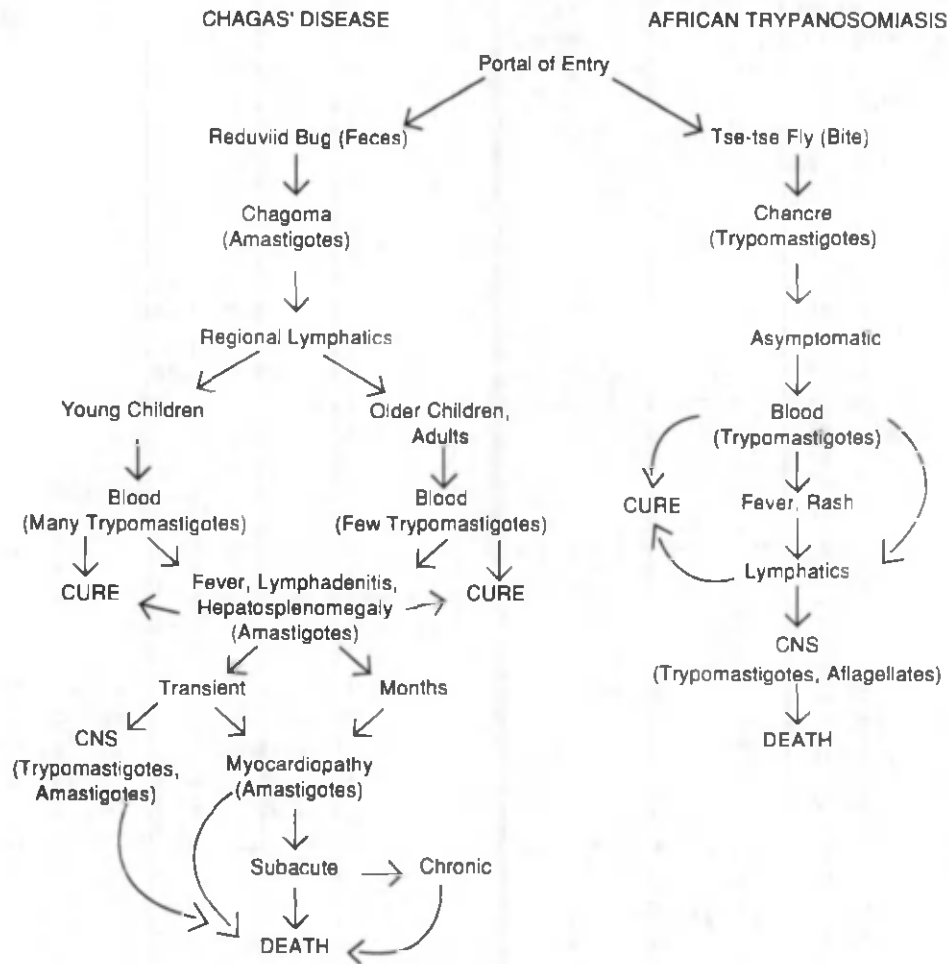 CHAGAS' DISEASE
AFRICAN TRYPANOSOMIASIS
Portal of Entry
Reduviid Bug (Feces)
Tse-tse Fly (Bite)
Chagoma
(Amastigotes)
Chancre
(Trypomastigotes)
Regional Lymphatics
Asymptomatic
Young Children
Older Children,
Adults
Blood
(Trypomastigotes)
Blood
(Many Trypomastigotes)
Blood
(Few Trypomastigotes)
CURE
Fever, Rash
Lymphatics
CURE
Fever, Lymphadenitis,
Hepatosplenomegaly
(Amastigotes)
CURE
CNS
(Trypomastigotes, Aflagellates)
Transient
Months
DEATH
CNS
(Trypomastigotes,
Amastigotes)
Myocardiopathy
(Amastigotes)
Subacute
Chronic
DEATH